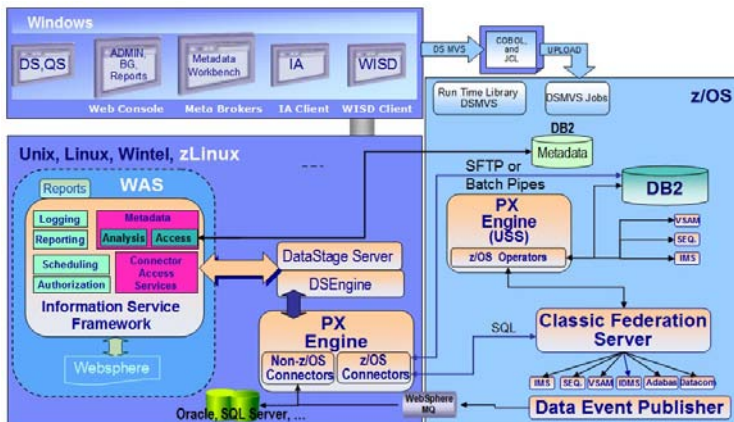 Windows
DS,QS
ADMIN,
BG,
Reports
Metadata
Workbench
IA
WISD
Web Console
Meta Brokers
IA Client
WISD Client
DS MVS
COBOL,
and
JCL
UPLOAD
z/OS
Run Time Library
DSMVS
DSMVS Jobs
DB2
Metadata
Unix, Linux, Wintel, zLinux
...
SFTP or
Batch Pipes
DB2
Reports
WAS
Logging
Reporting
Metadata
Analysis
Access
Scheduling
Authorization
Connector
Access
Services
Information Service
Framework
Websphere
DataStage Server
DSEngine
PX
Engine
(USS)
z/OS Operators
VSAM
SEQ.
IMS
PX
Engine
Non-z/OS
Connectors
z/OS
Connectors
SQL
Classic Federation
Server
IMS
SEQ.
VSAM
IDMS
Adabas
Datacom
Oracle, SQL Server, ...
WebSphere
MQ
Data Event Publisher